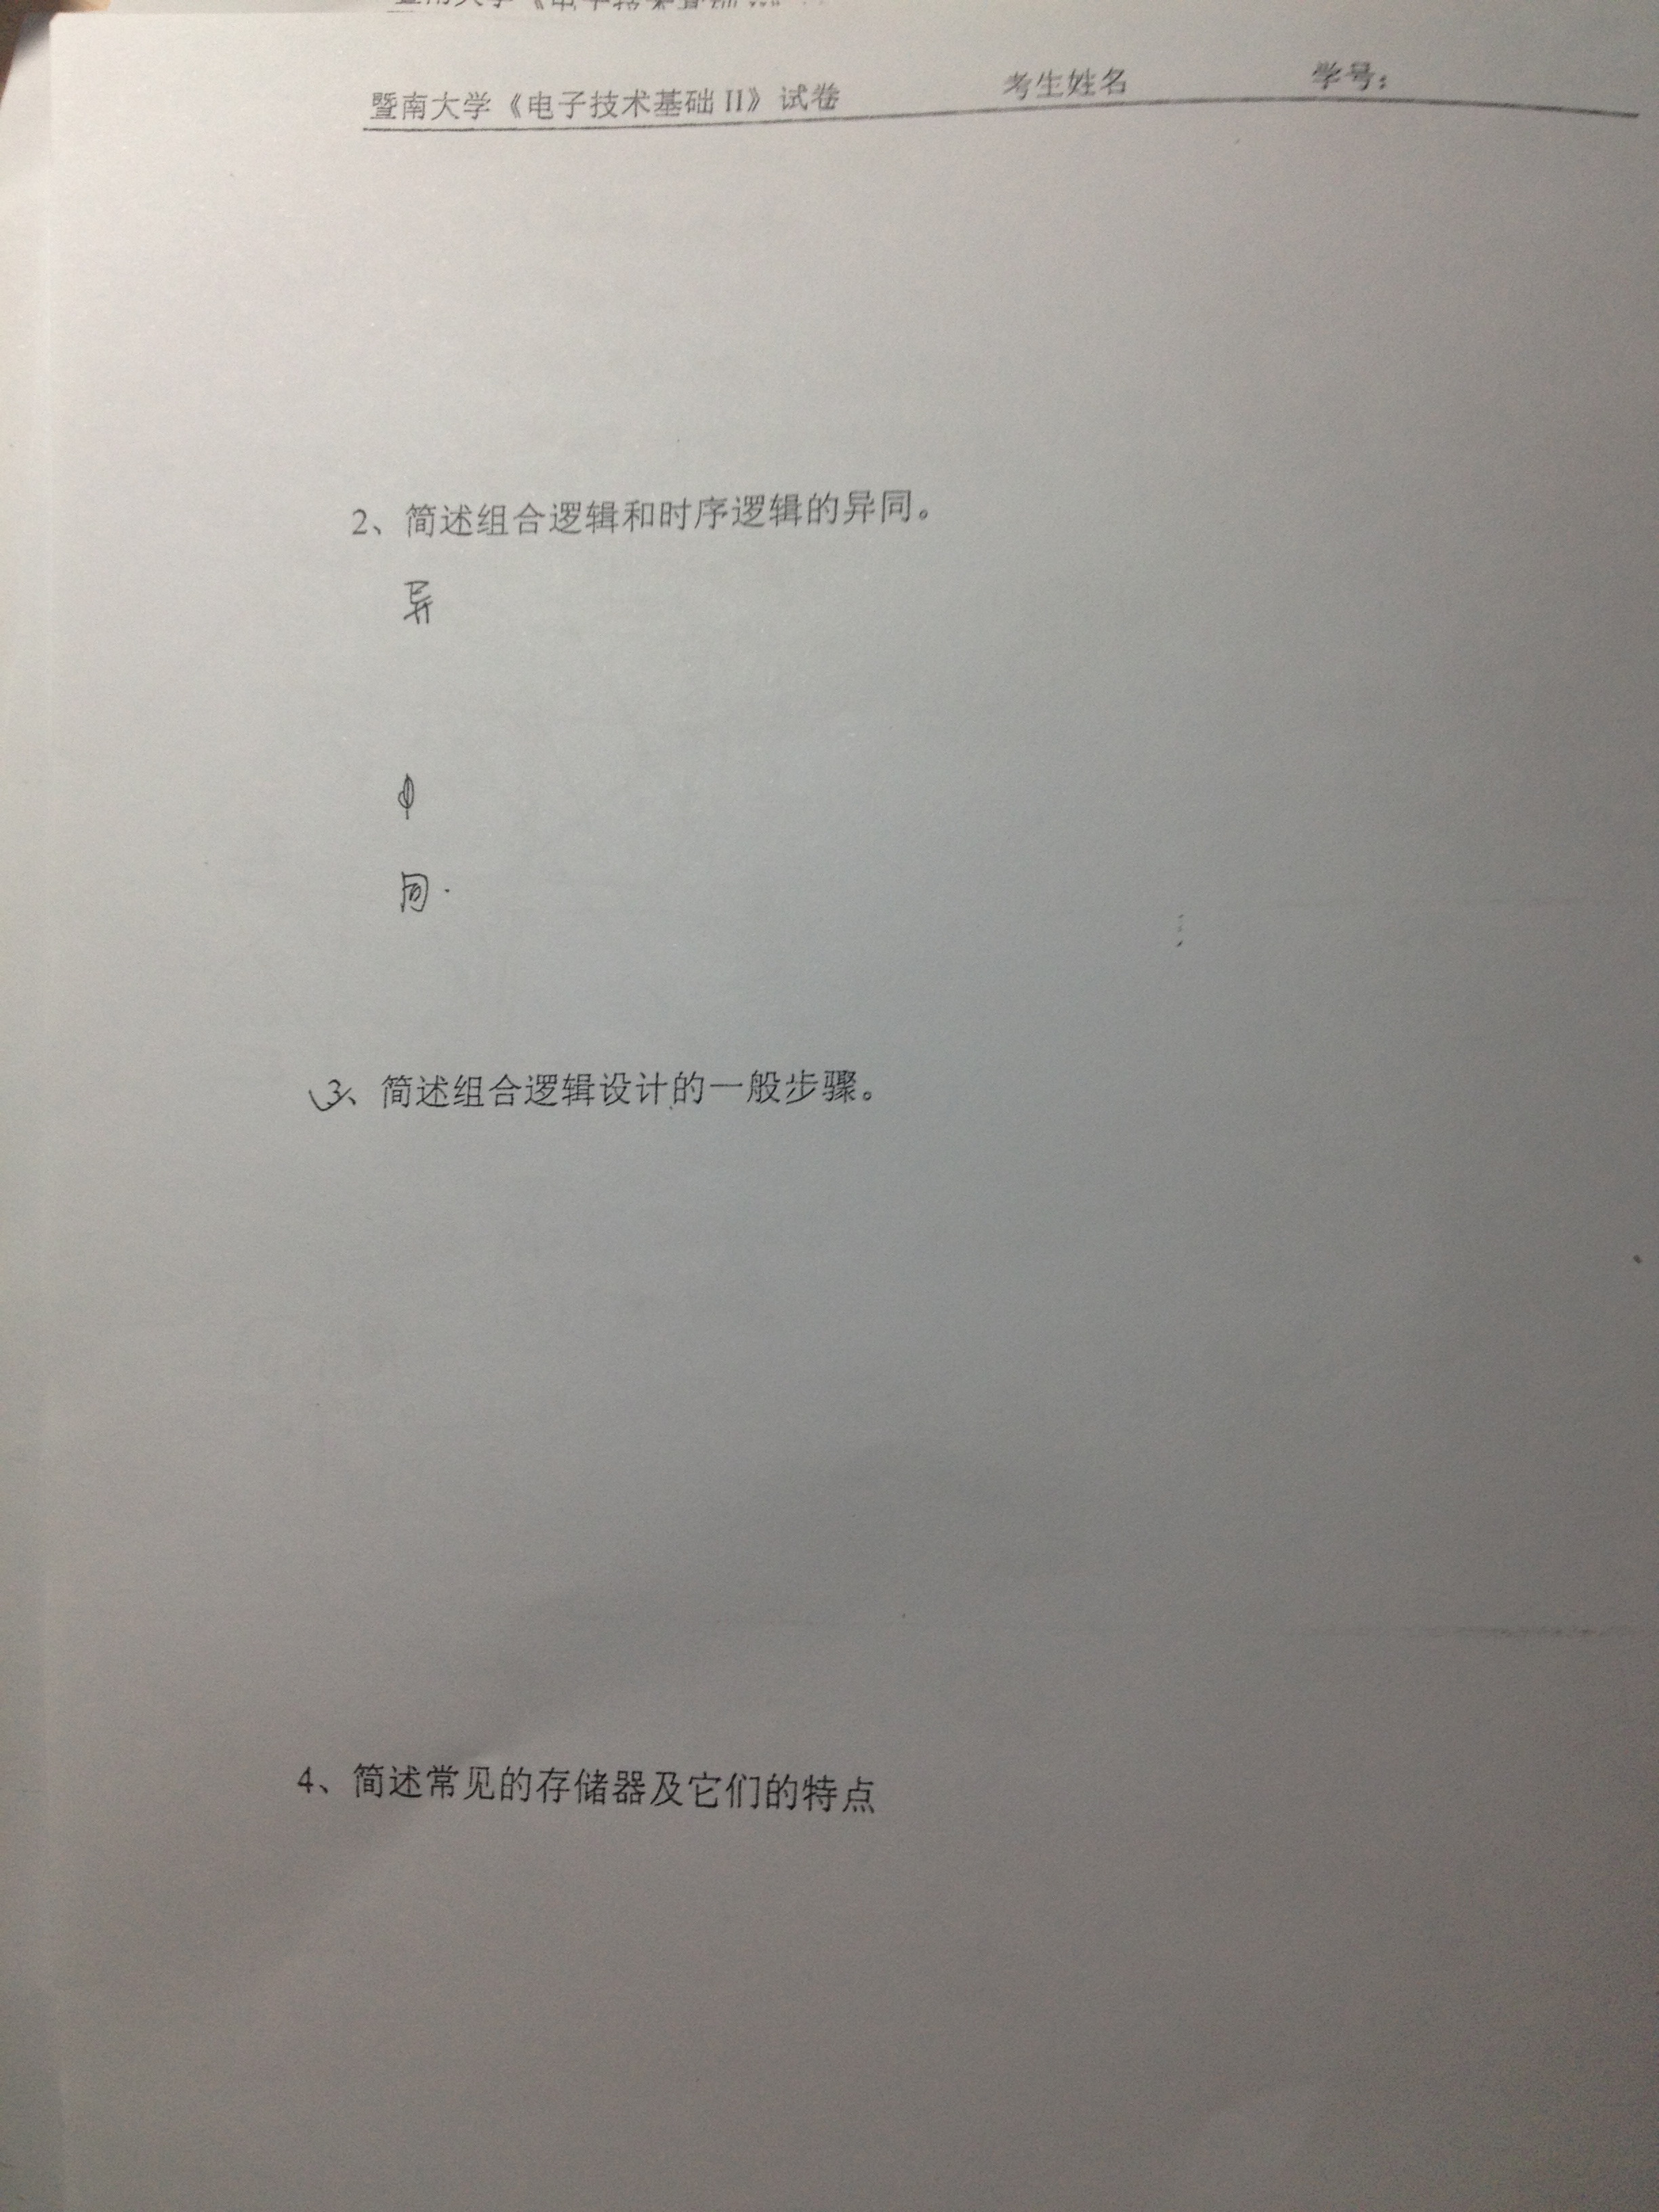 暨南大学《电子技术基础 II》试卷 考生姓名 学号：
2、简述组合逻辑和时序逻辑的异同。
异
同.
3、简述组合逻辑设计的一般步骤。
4、简述常见的存储器及它们的特点